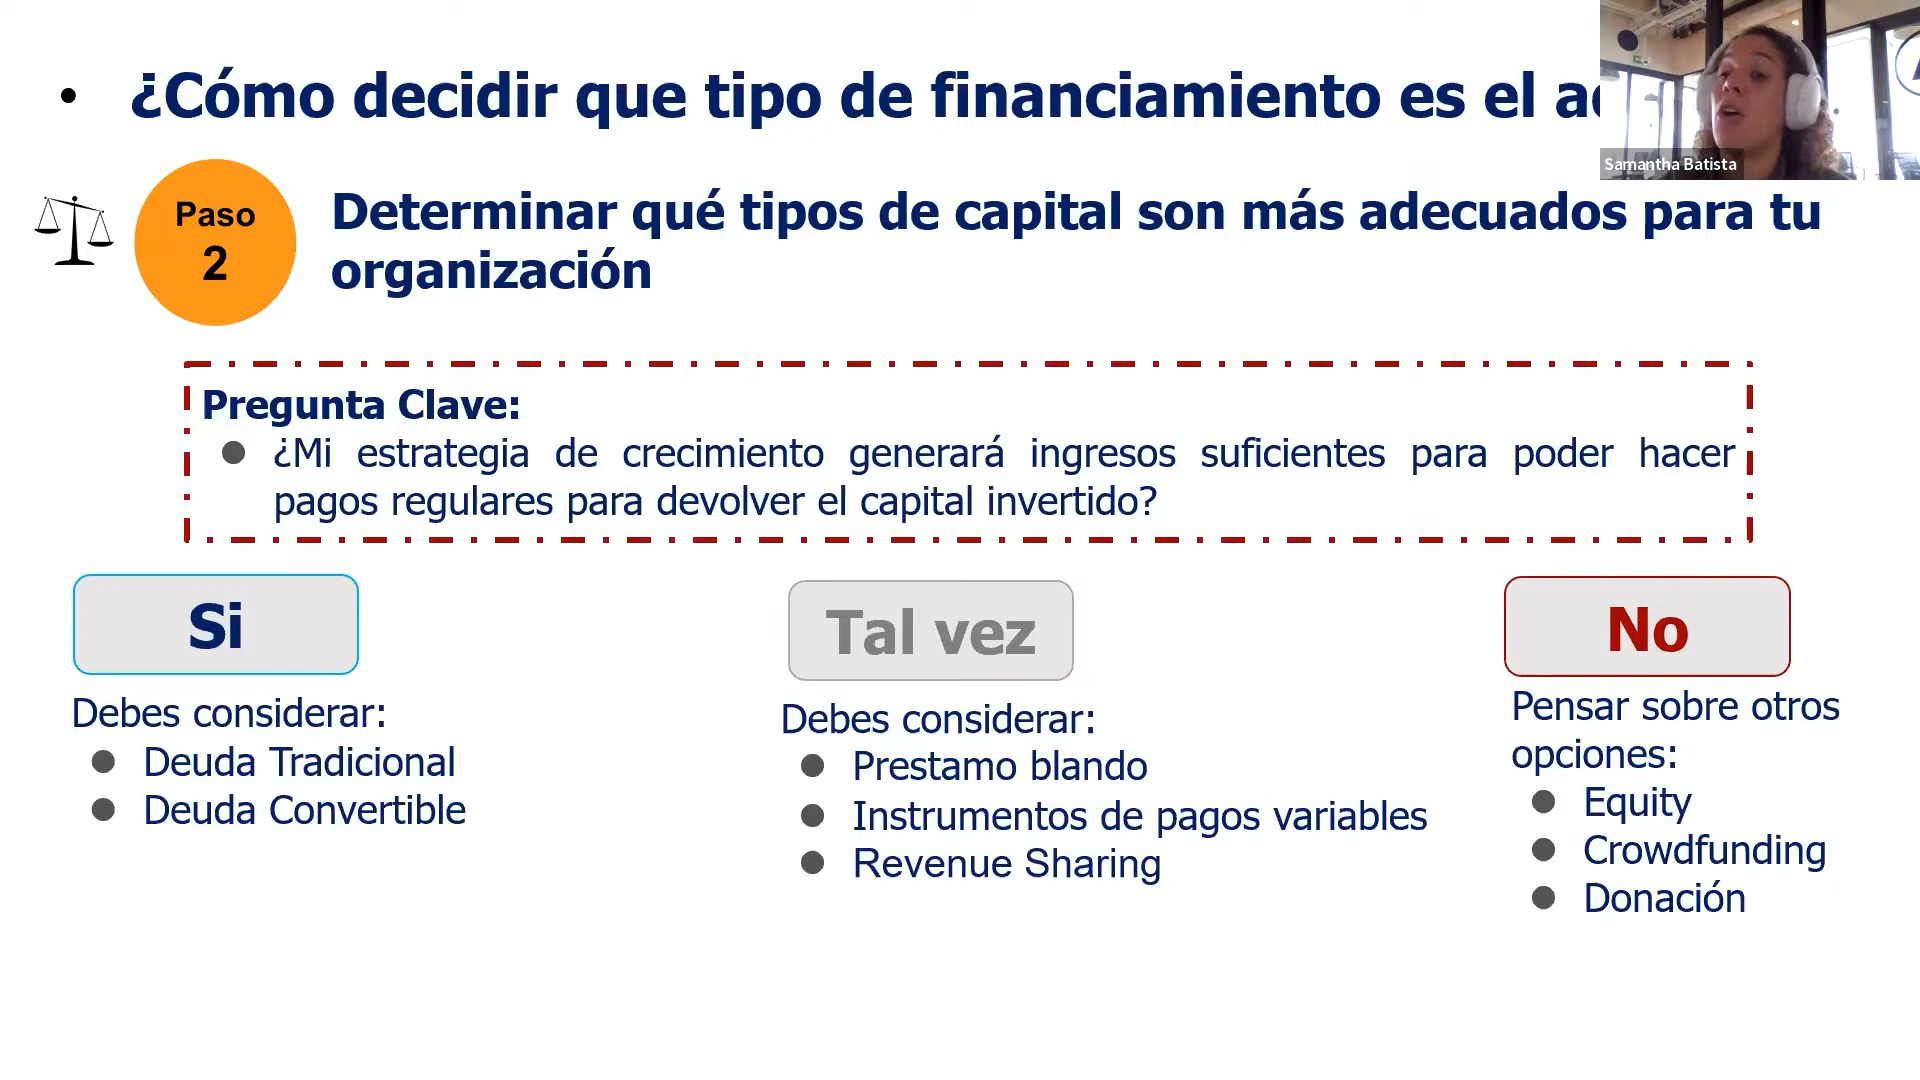 • ¿Cómo decidir que tipo de financiamiento es el
Samantha Batista
Paso
2
Determinar qué tipos de capital son más adecuados para tu
organización
Pregunta Clave:
● ¿Mi estrategia de crecimiento generará ingresos suficientes para poder hacer
pagos regulares para devolver el capital invertido?
Si
Debes considerar:
● Deuda Tradicional
● Deuda Convertible
Tal vez
Debes considerar:
● Prestamo blando
● Instrumentos de pagos variables
● Revenue Sharing
No
Pensar sobre otros
opciones:
● Equity
● Crowdfunding
● Donación